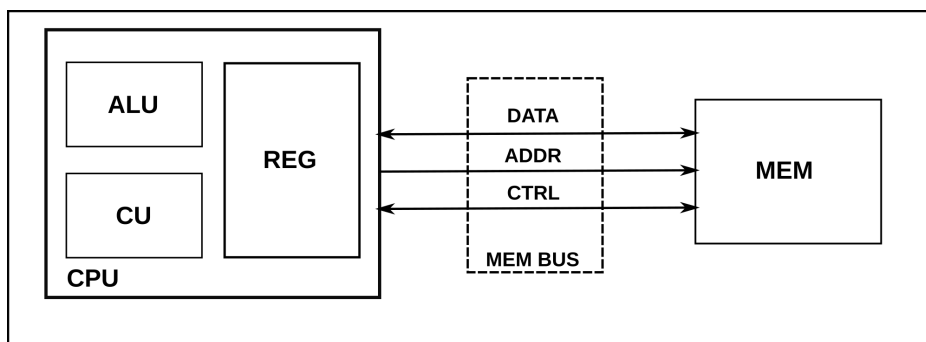 ALU
REG
CU
CPU
DATA
ADDR
CTRL
MEM BUS
MEM